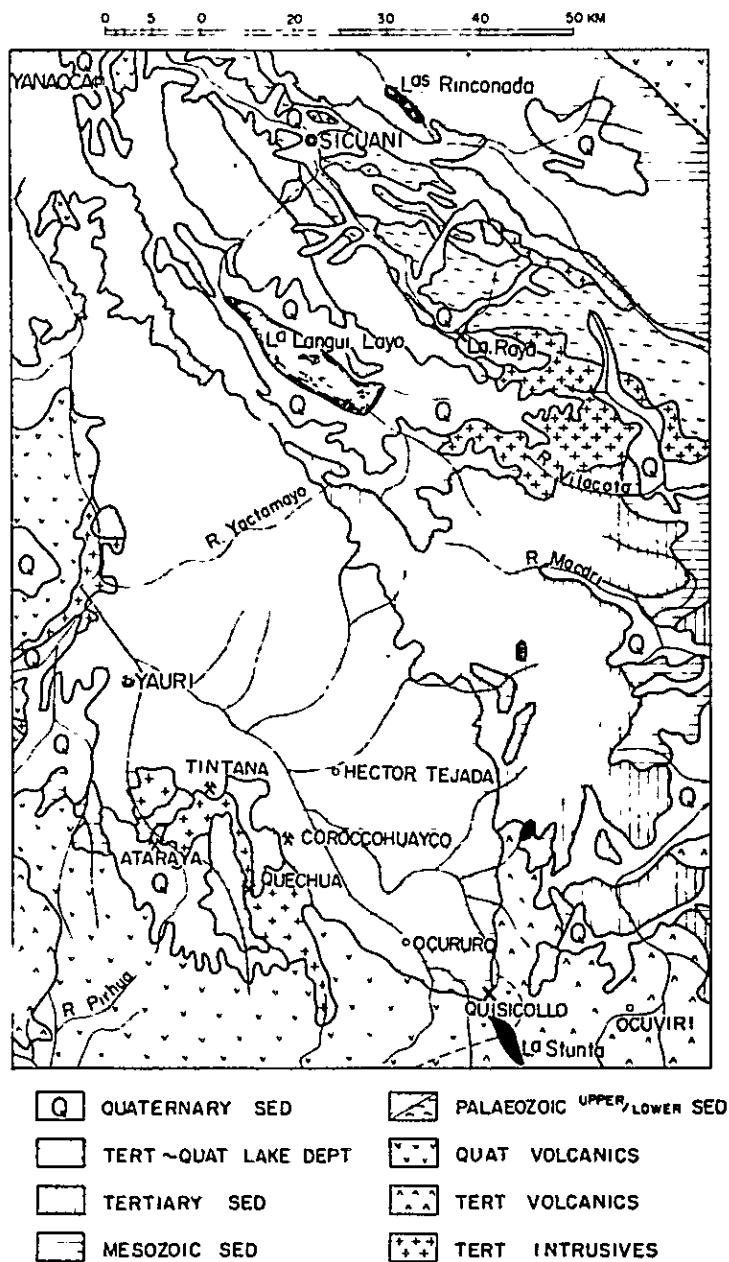 0 5 0 20 30 40 50 KM
Q
YANAOCA
Las Rinconada
Q
SICUANI
Q
Q
La Langui Layo
Q
La Raya
Q
Q
R. Vilacota
Q
R. Yactamayo
R. Macari
Q
Q
Q
YAURI
Q
TINTANA
HECTOR TEJADA
Q
COROCCOHUAYCO
ATARAYA
Q
QUECHUA
OCURURO
Q
R. Pirhua
QUISICOLLO
OCUVIRI
La Stunta
Q QUATERNARY SED
TERT ~QUAT LAKE DEPT
TERTIARY SED
MESOZOIC SED
PALAEOZOIC UPPER/LOWER SED
QUAT VOLCANICS
TERT VOLCANICS
TERT INTRUSIVES